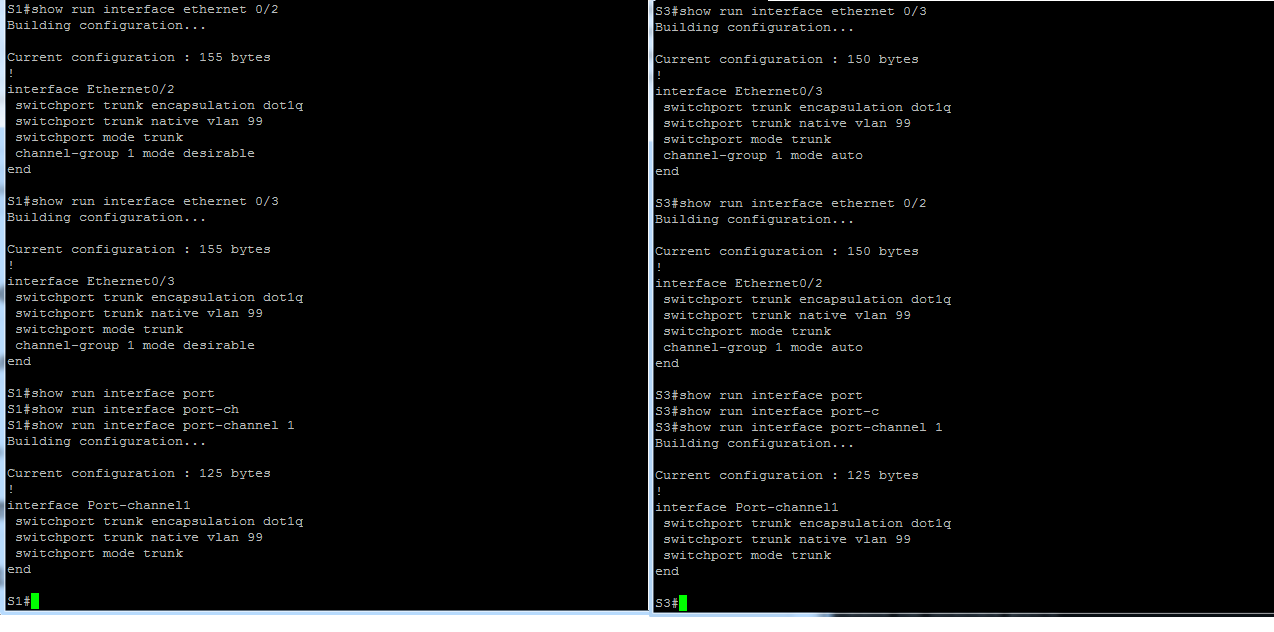 S1#show run interface ethernet 0/2
Building configuration...
Current configuration : 155 bytes
!
interface Ethernet0/2
 switchport trunk encapsulation dot1q
 switchport trunk native vlan 99
 switchport mode trunk
 channel-group 1 mode desirable
end
S1#show run interface ethernet 0/3
Building configuration...
Current configuration : 155 bytes
!
interface Ethernet0/3
 switchport trunk encapsulation dot1q
 switchport trunk native vlan 99
 switchport mode trunk
 channel-group 1 mode desirable
end
S1#show run interface port
S1#show run interface port-ch
S1#show run interface port-channel 1
Building configuration...
Current configuration : 125 bytes
!
interface Port-channel1
 switchport trunk encapsulation dot1q
 switchport trunk native vlan 99
 switchport mode trunk
end
S1#
S3#show run interface ethernet 0/3
Building configuration...
Current configuration : 150 bytes
!
interface Ethernet0/3
 switchport trunk encapsulation dot1q
 switchport trunk native vlan 99
 switchport mode trunk
 channel-group 1 mode auto
end
S3#show run interface ethernet 0/2
Building configuration...
Current configuration : 150 bytes
!
interface Ethernet0/2
 switchport trunk encapsulation dot1q
 switchport trunk native vlan 99
 switchport mode trunk
 channel-group 1 mode auto
end
S3#show run interface port
S3#show run interface port-c
S3#show run interface port-channel 1
Building configuration...
Current configuration : 125 bytes
!
interface Port-channel1
 switchport trunk encapsulation dot1q
 switchport trunk native vlan 99
 switchport mode trunk
end
S3#